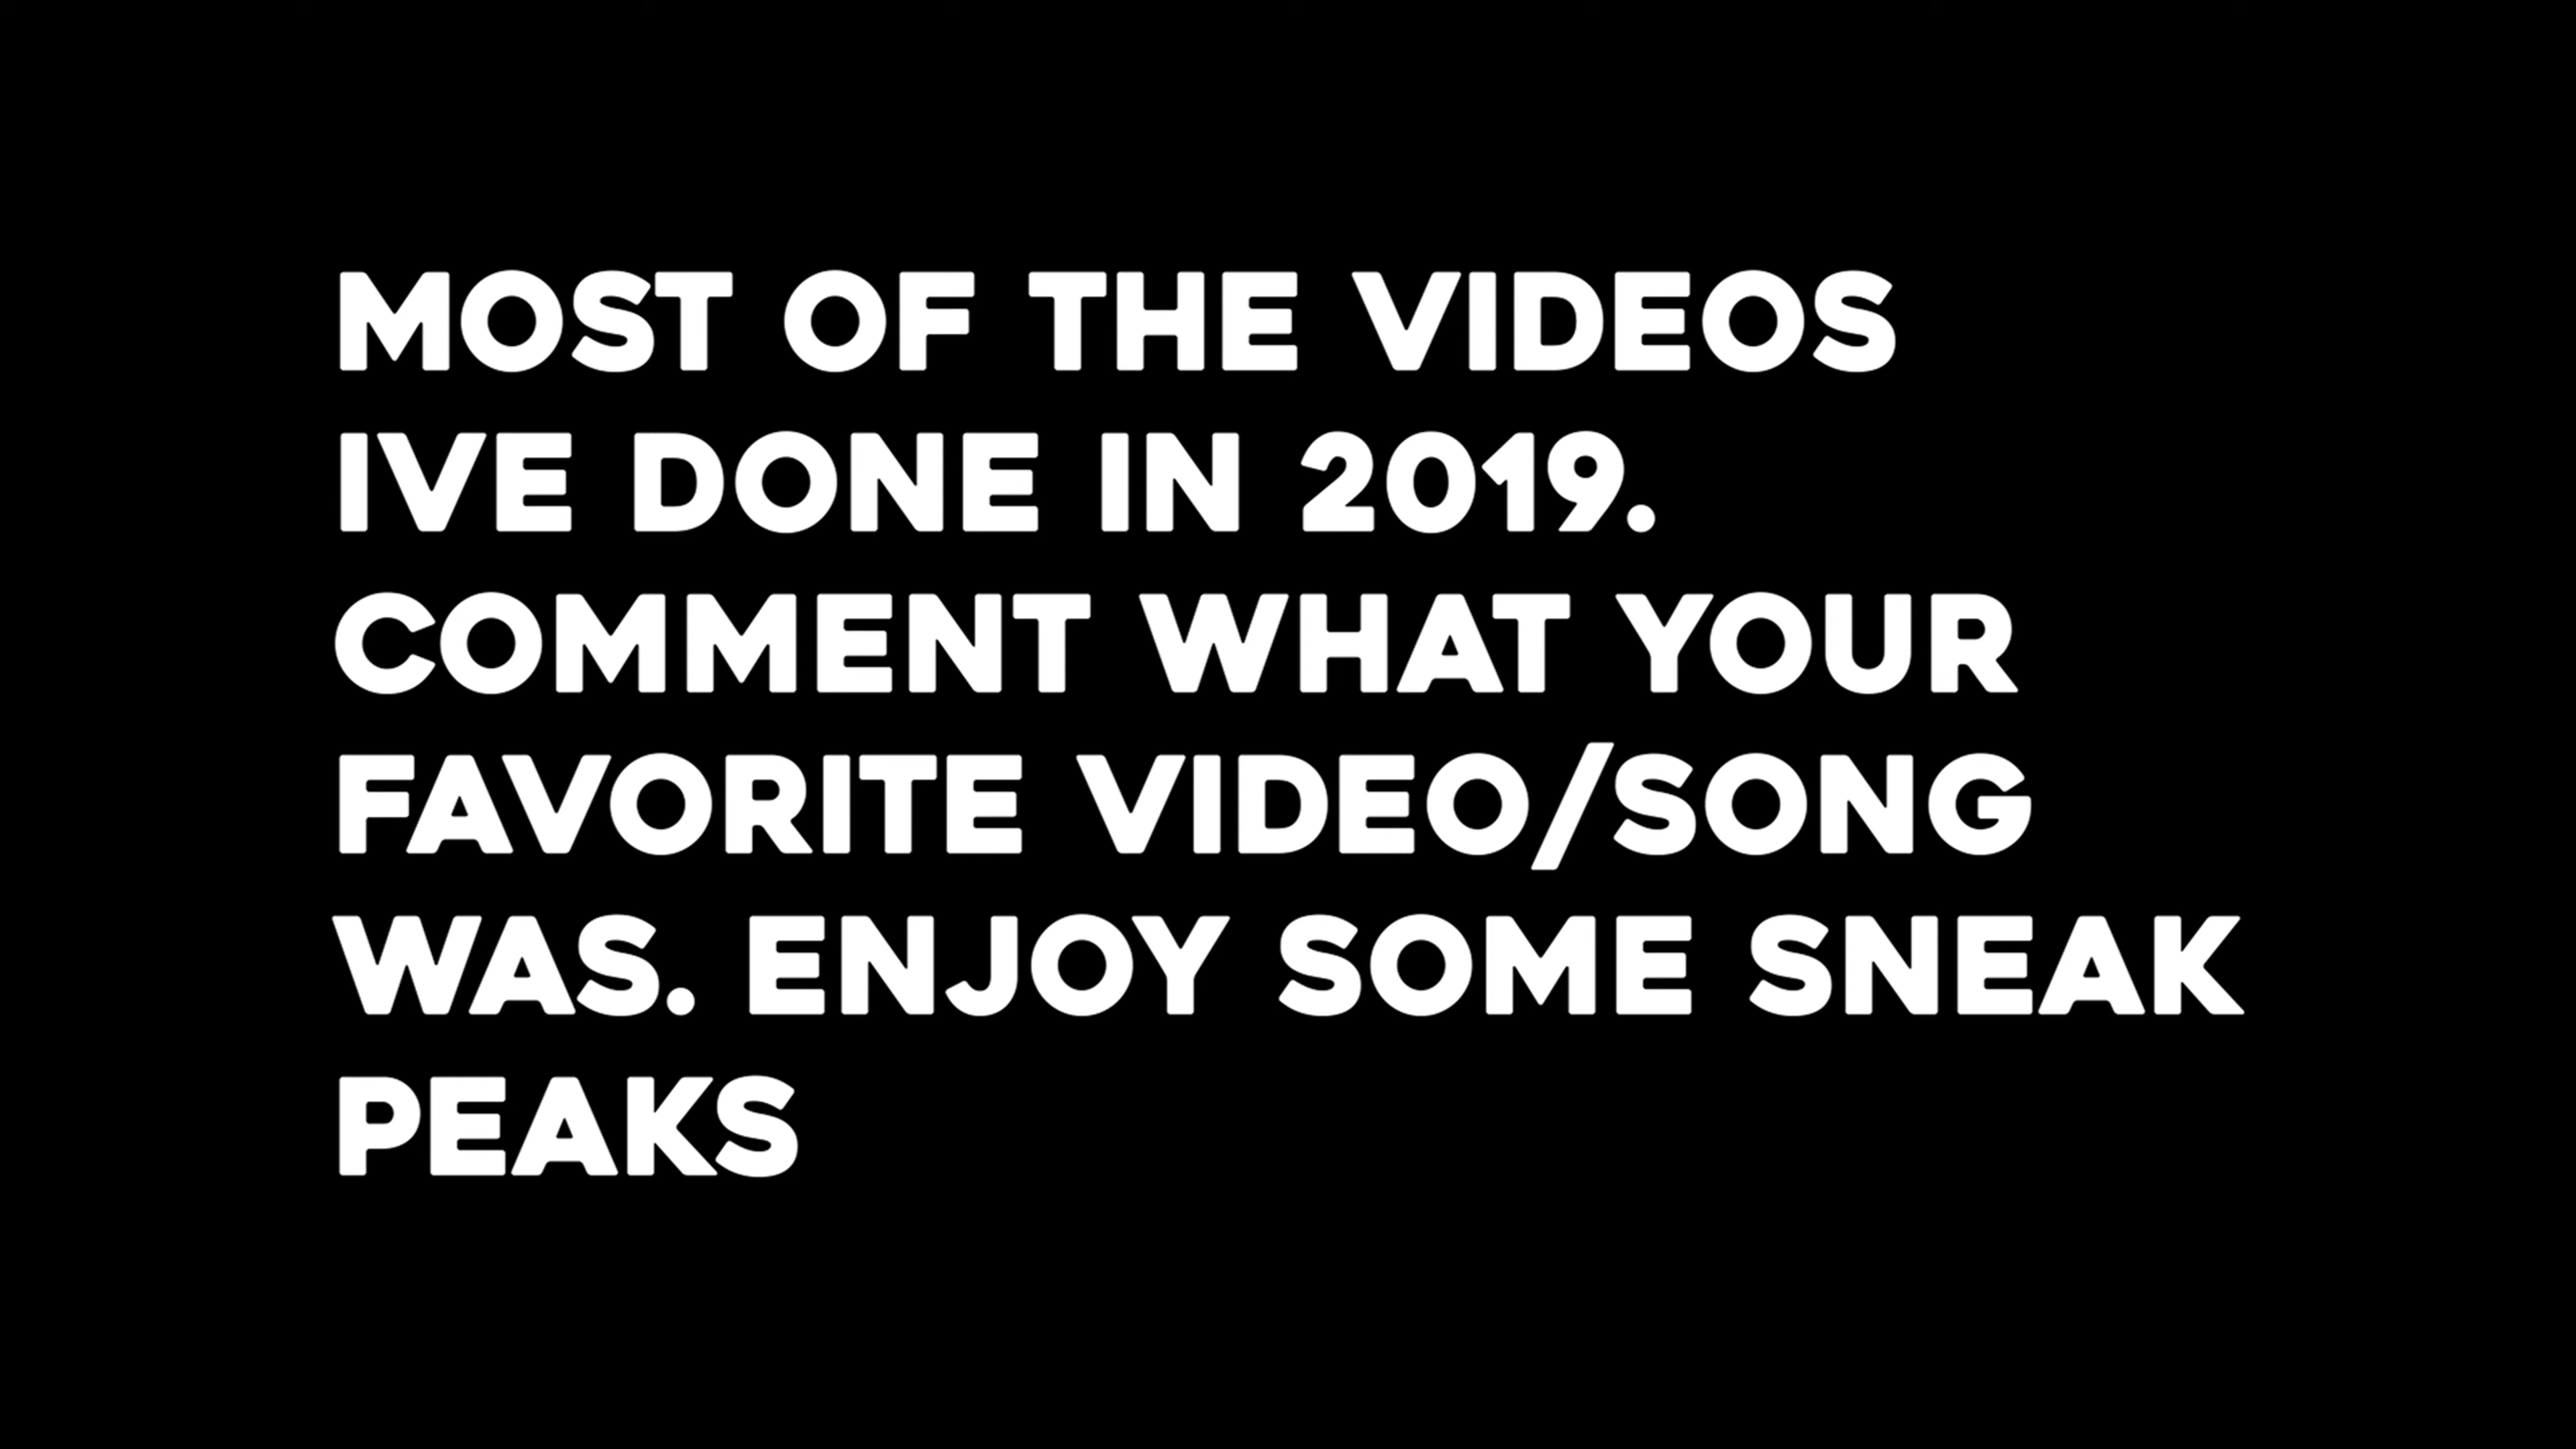 MOST OF THE VIDEOS
IVE DONE IN 2019.
COMMENT WHAT YOUR
FAVORITE VIDEO/SONG
WAS. ENJOY SOME SNEAK
PEAKS